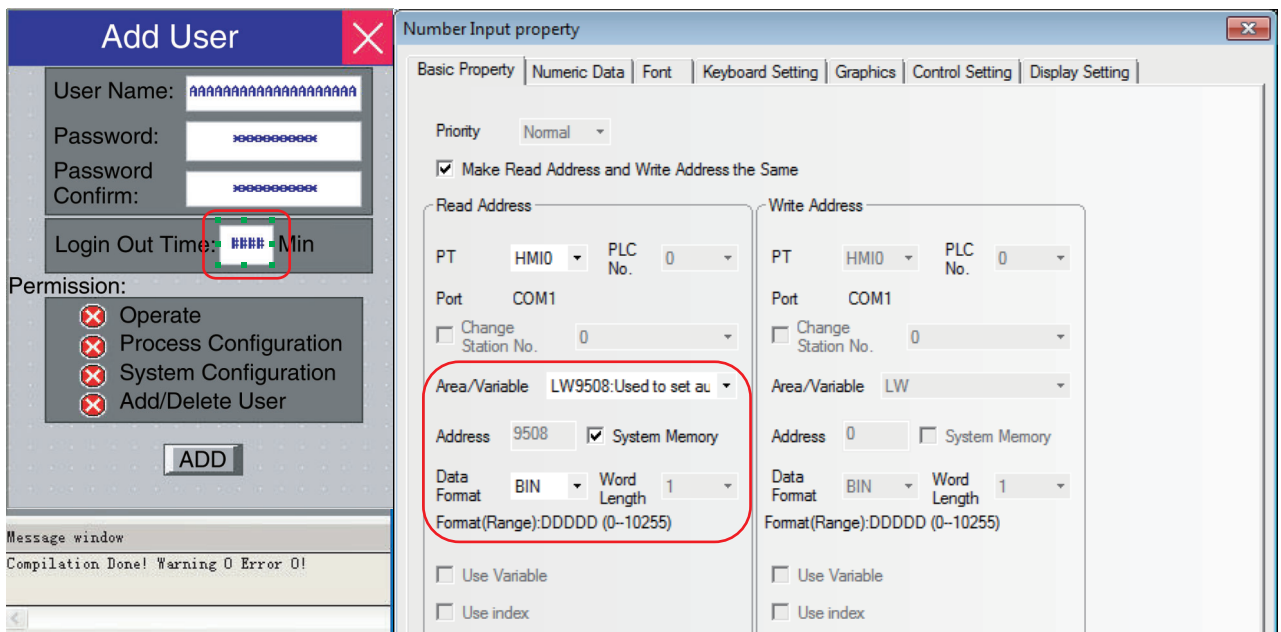 Add User
User Name: AAAAAAAAAAAAAAAAAAAA
Password: **********
Password
Confirm: **********
Login Out Time: #### Min
Permission:
Operate
Process Configuration
System Configuration
Add/Delete User
ADD
Message window
Compilation Done! Warning 0 Error 0!
Number Input property
Basic Property Numeric Data Font Keyboard Setting Graphics Control Setting Display Setting
Priority Normal
Make Read Address and Write Address the Same
Read Address
PT HMI0 PLC No. 0
Port COM1
Change Station No. 0
Area/Variable LW9508:Used to set au
Address 9508 System Memory
Data Format BIN Word Length 1
Format(Range):DDDDD (0--10255)
Use Variable
Use index
Write Address
PT HMI0 PLC No. 0
Port COM1
Change Station No. 0
Area/Variable LW
Address 0 System Memory
Data Format BIN Word Length 1
Format(Range):DDDDD (0--10255)
Use Variable
Use index